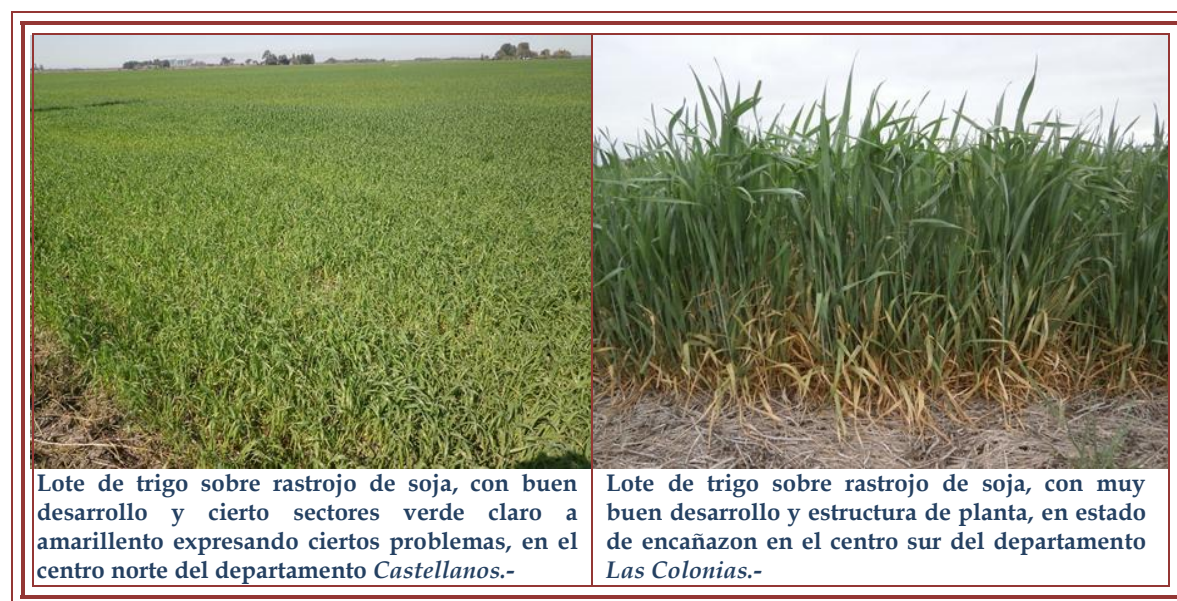 Lote de trigo sobre rastrojo de soja, con buen
desarrollo y cierto sectores verde claro a
amarillento expresando ciertos problemas, en el
centro norte del departamento Castellanos.-
Lote de trigo sobre rastrojo de soja, con muy
buen desarrollo y estructura de planta, en estado
de encañazon en el centro sur del departamento
Las Colonias.-